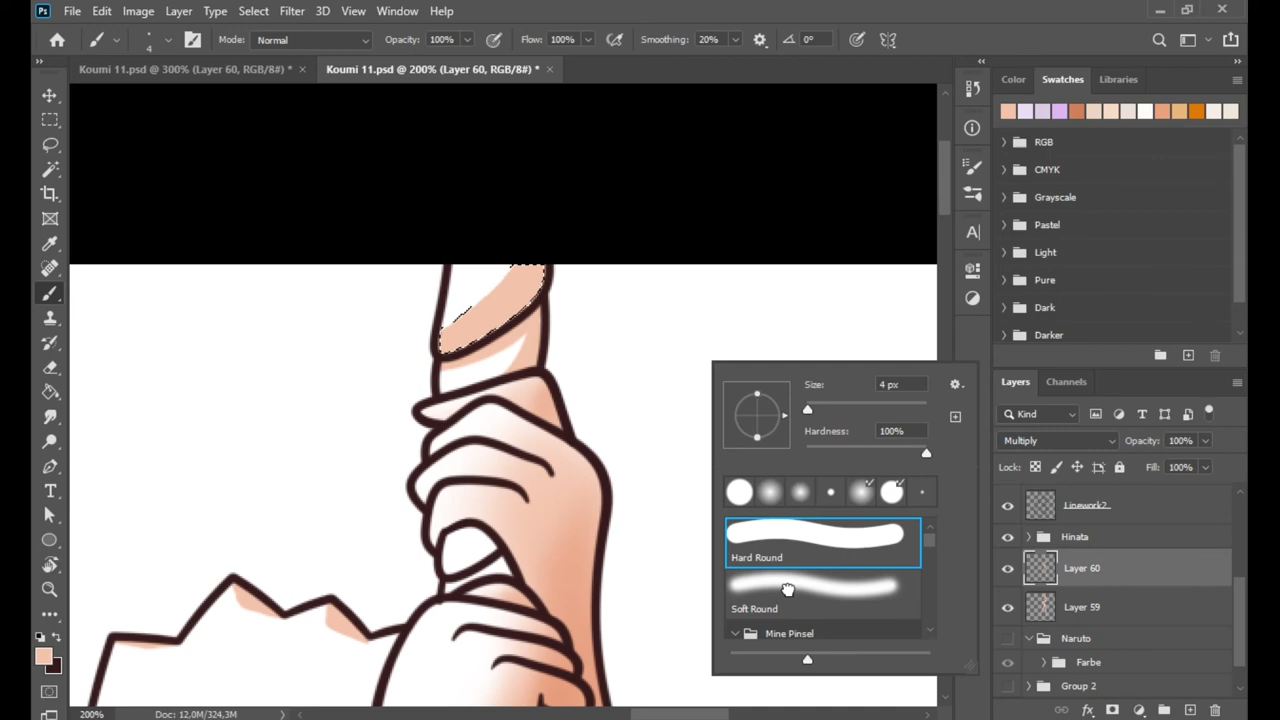 Ps File Edit Image Layer Type Select Filter 3D View Window Help
4 Mode: Normal Opacity: 100% Flow: 100% Smoothing: 20% 0°
Koumi 11.psd @ 300% (Layer 60, RGB/8#) * Koumi 11.psd @ 200% (Layer 60, RGB/8#) *
Color Swatches Libraries
RGB
CMYK
Grayscale
Pastel
Light
Pure
Dark
Darker
Size: 4 px
Hardness: 100%
Hard Round
Soft Round
Mine Pinsel
Layers Channels
Kind
Multiply Opacity: 100%
Lock: Fill: 100%
Linework2
Hinata
Layer 60
Layer 59
Naruto
Farbe
Group 2
200% Doc: 12,0M/324,3M